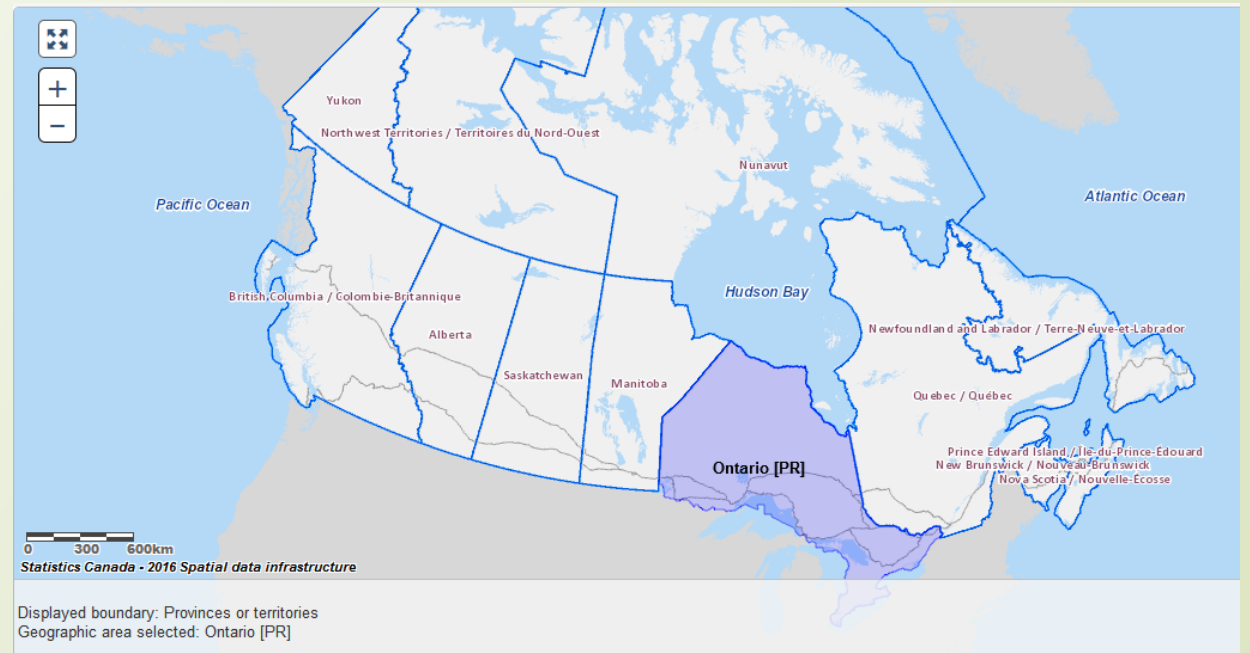 +
−
Yukon
Northwest Territories / Territoires du Nord-Ouest
Nunavut
Pacific Ocean
Atlantic Ocean
Hudson Bay
British Columbia / Colombie-Britannique
Alberta
Newfoundland and Labrador / Terre-Neuve-et-Labrador
Saskatchewan
Manitoba
Quebec / Québec
Prince Edward Island / Île-du-Prince-Édouard
New Brunswick / Nouveau-Brunswick
Ontario [PR]
Nova Scotia / Nouvelle-Écosse
0 300 600km
Statistics Canada - 2016 Spatial data infrastructure
Displayed boundary: Provinces or territories
Geographic area selected: Ontario [PR]